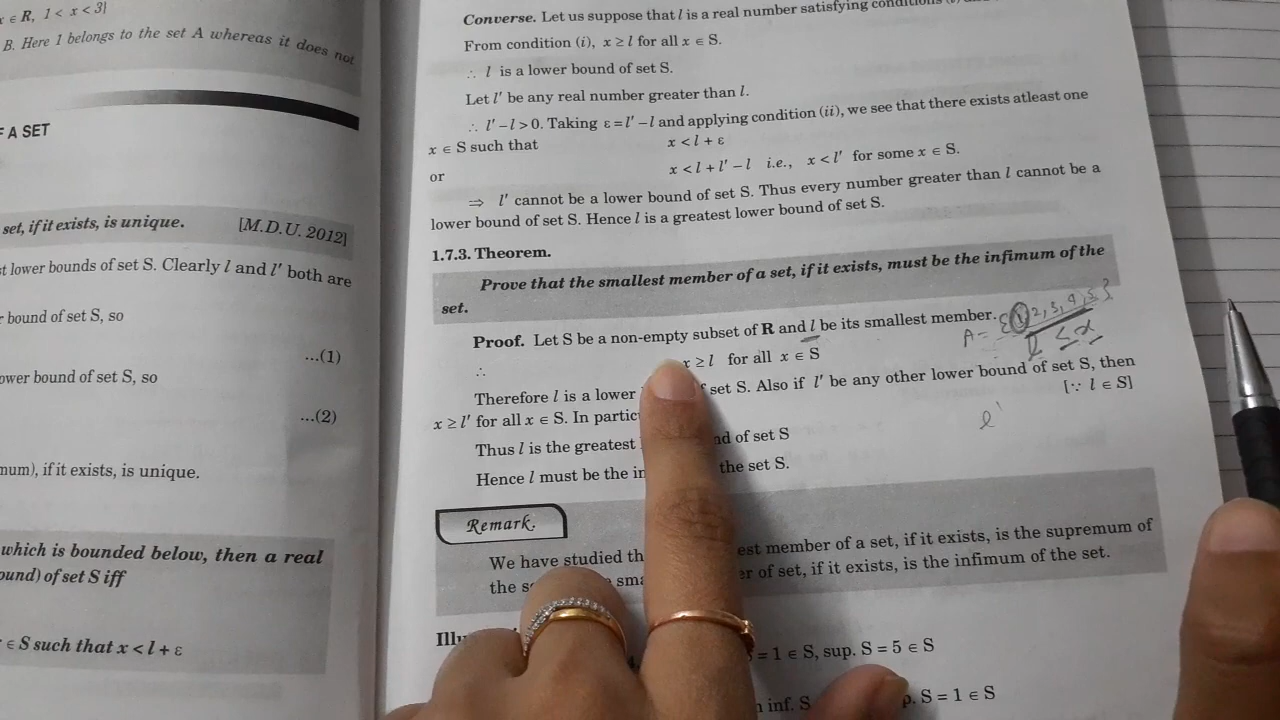 x ∈ R, 1 < x < 3}
B. Here 1 belongs to the set A whereas it does not
A SET
set, if it exists, is unique. [M.D.U. 2012]
lower bounds of set S. Clearly l and l′ both are
bound of set S, so
...(1)
bound of set S, so
...(2)
if it exists, is unique.
which is bounded below, then a real
of set S iff
∈ S such that x < l + ε
Converse. Let us suppose that l is a real number satisfying
From condition (i), x ≥ l for all x ∈ S.
∴ l is a lower bound of set S.
Let l′ be any real number greater than l.
∴ l′ – l > 0. Taking ε = l′ – l and applying condition (ii), we see that there exists atleast one
x ∈ S such that x < l + ε
or x < l + l′ – l i.e., x < l′ for some x ∈ S.
⇒ l′ cannot be a lower bound of set S. Thus every number greater than l cannot be a
lower bound of set S. Hence l is a greatest lower bound of set S.
1.7.3. Theorem.
Prove that the smallest member of a set, if it exists, must be the infimum of the
set.
Proof. Let S be a non-empty subset of R and l be its smallest member. A = {1, 2, 3, 4, 5}
∴ x ≥ l for all x ∈ S l ≤ x
Therefore l is a lower set S. Also if l′ be any other lower bound of set S, then
x ≥ l′ for all x ∈ S. In [∵ l ∈ S]
l'
Thus l is the greatest of set S
Hence l must be the the set S.
Remark.
We have studied member of a set, if it exists, is the supremum of
the of set, if it exists, is the infimum of the set.
= 1 ∈ S, sup. S = 5 ∈ S
inf. S S = 1 ∈ S